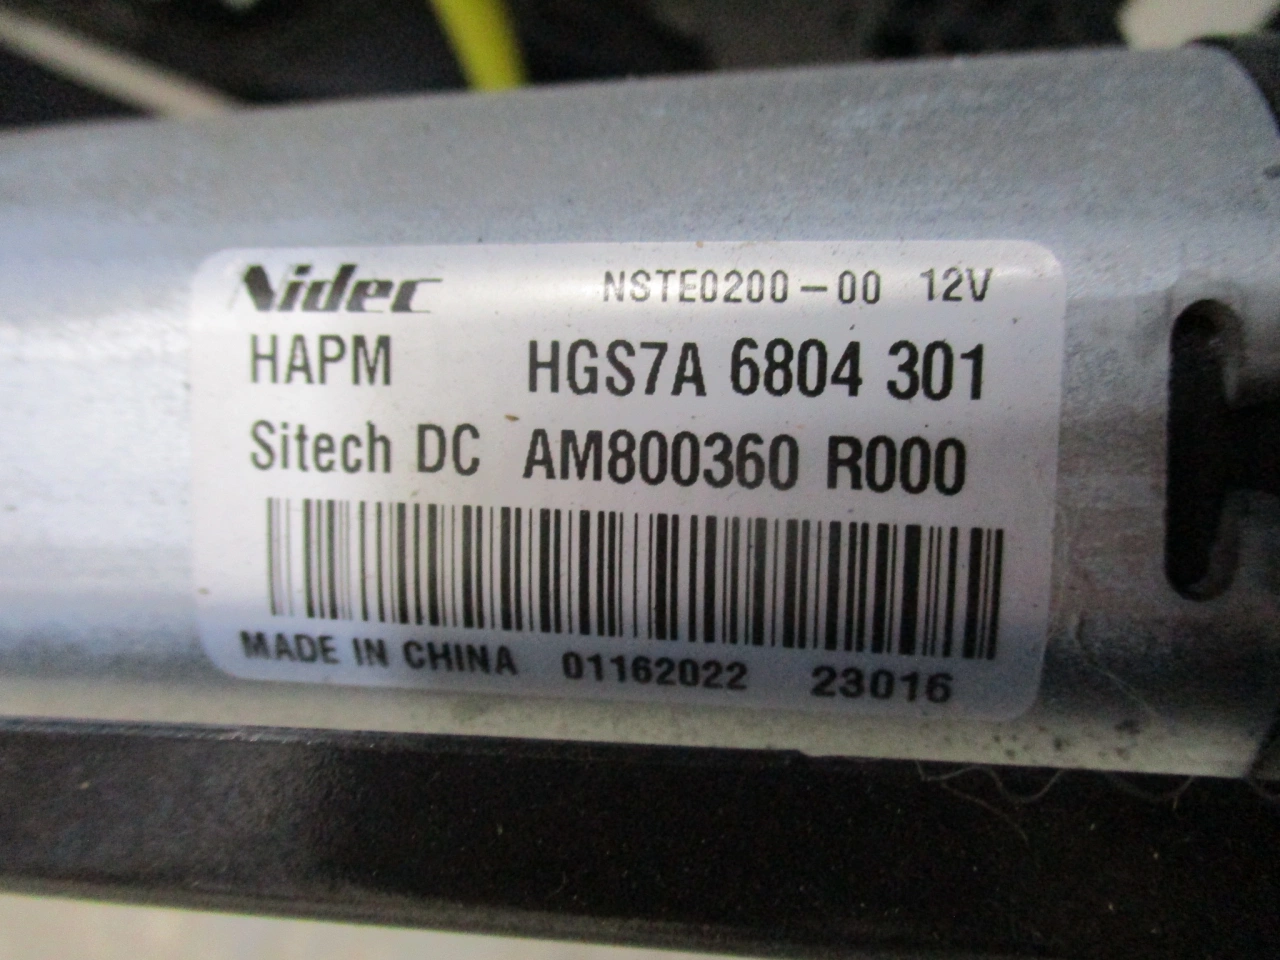 Nidec NSTE0200-00 12V
HAPM HGS7A 6804 301
Sitech DC AM800360 R000
MADE IN CHINA 01162022 23016